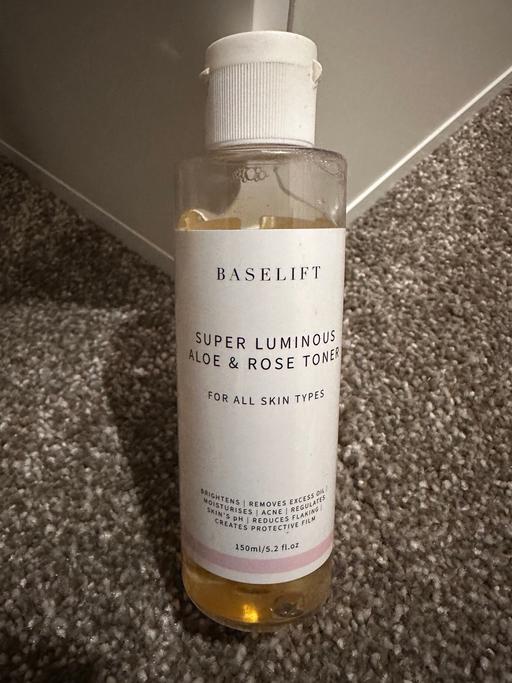 BASELIFT
SUPER LUMINOUS
ALOE & ROSE TONER
FOR ALL SKIN TYPES
BRIGHTENS | REMOVES EXCESS OIL |
MOISTURISES | ACNE | REGULATES
SKIN'S pH | REDUCES FLAKING |
CREATES PROTECTIVE FILM
150ml/5.2 fl.oz